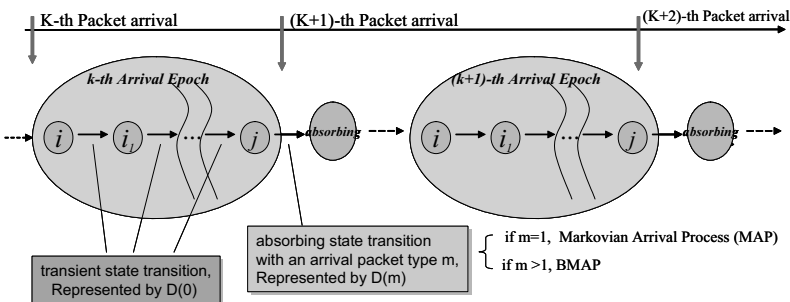 K-th Packet arrival
(K+1)-th Packet arrival
(K+2)-th Packet arrival
k-th Arrival Epoch
(k+1)-th Arrival Epoch
i
i1
...
j
absorbing
i
i1
...
j
absorbing
transient state transition,
Represented by D(0)
absorbing state transition
with an arrival packet type m,
Represented by D(m)
if m=1, Markovian Arrival Process (MAP)
if m >1, BMAP